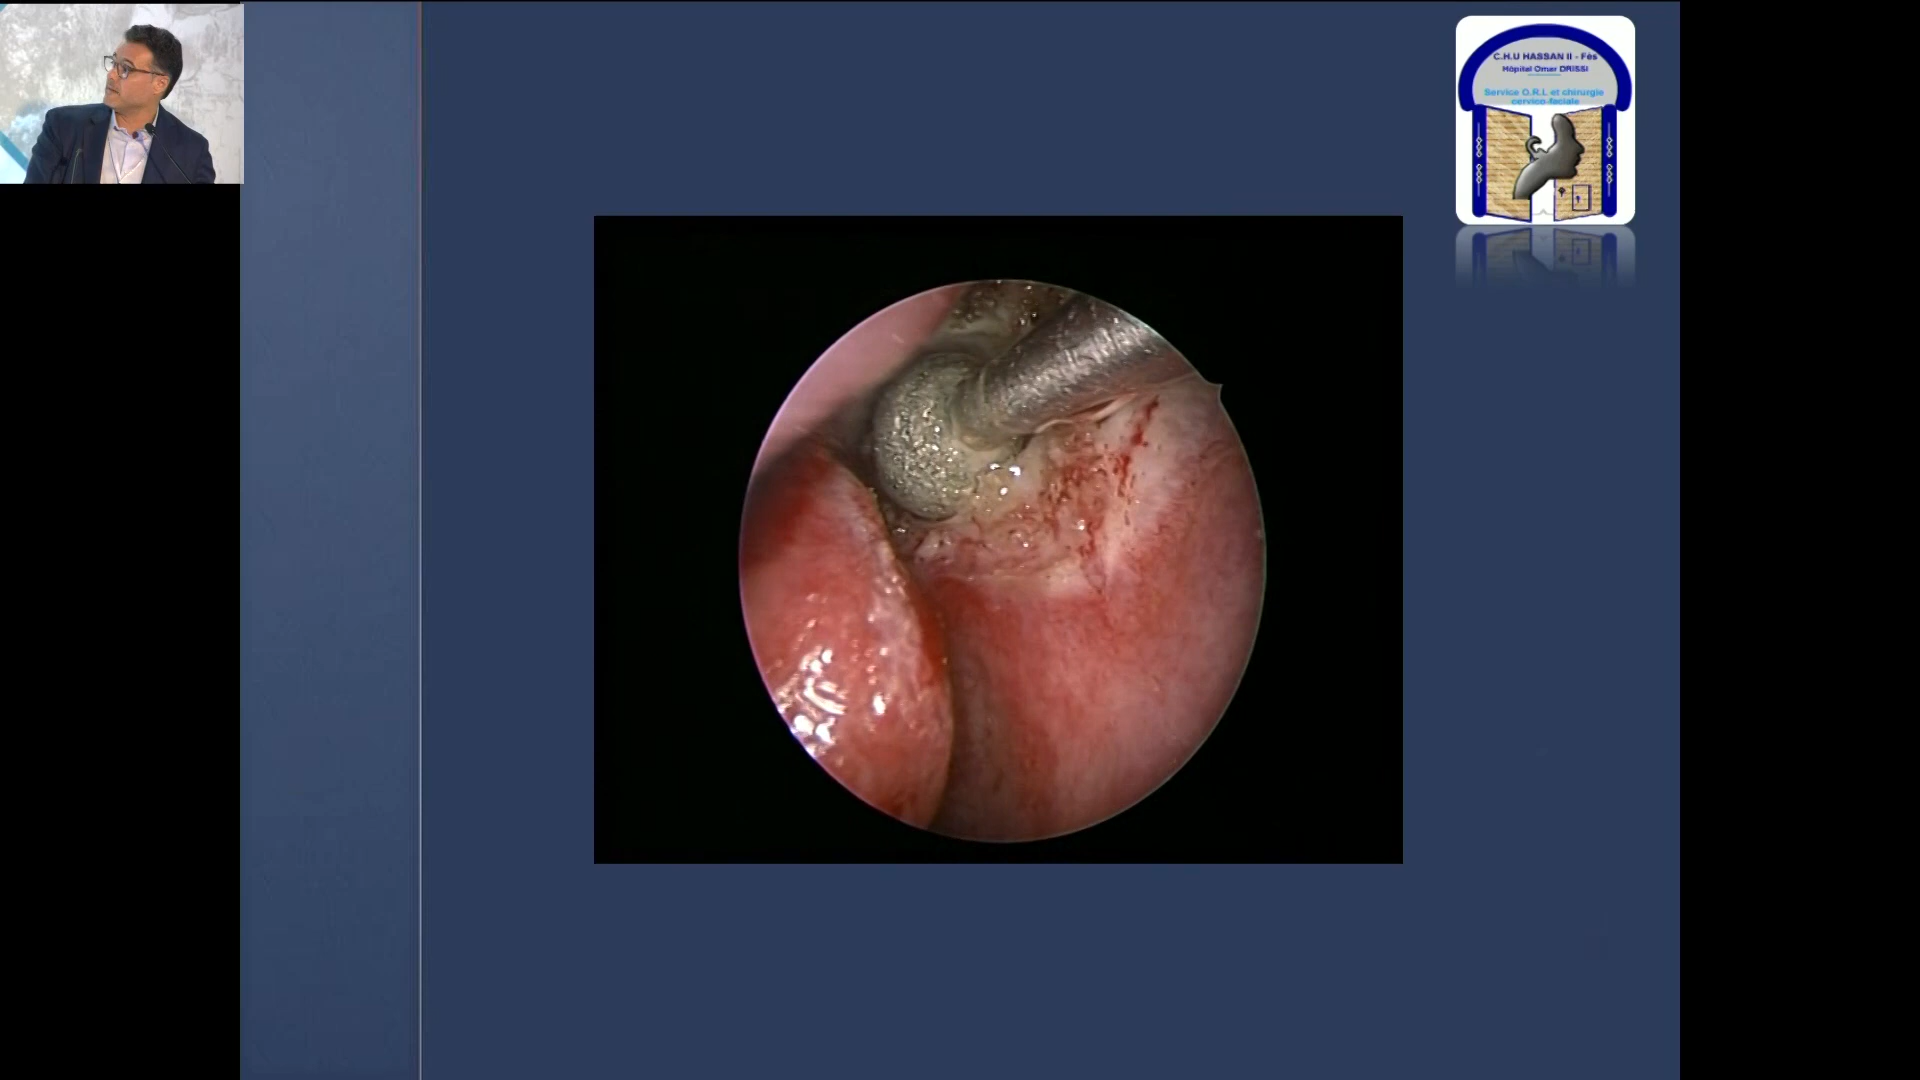 C.H.U HASSAN II - Fès
Hôpital Omar DRISSI
Service O.R.L et chirurgie
cervico-faciale